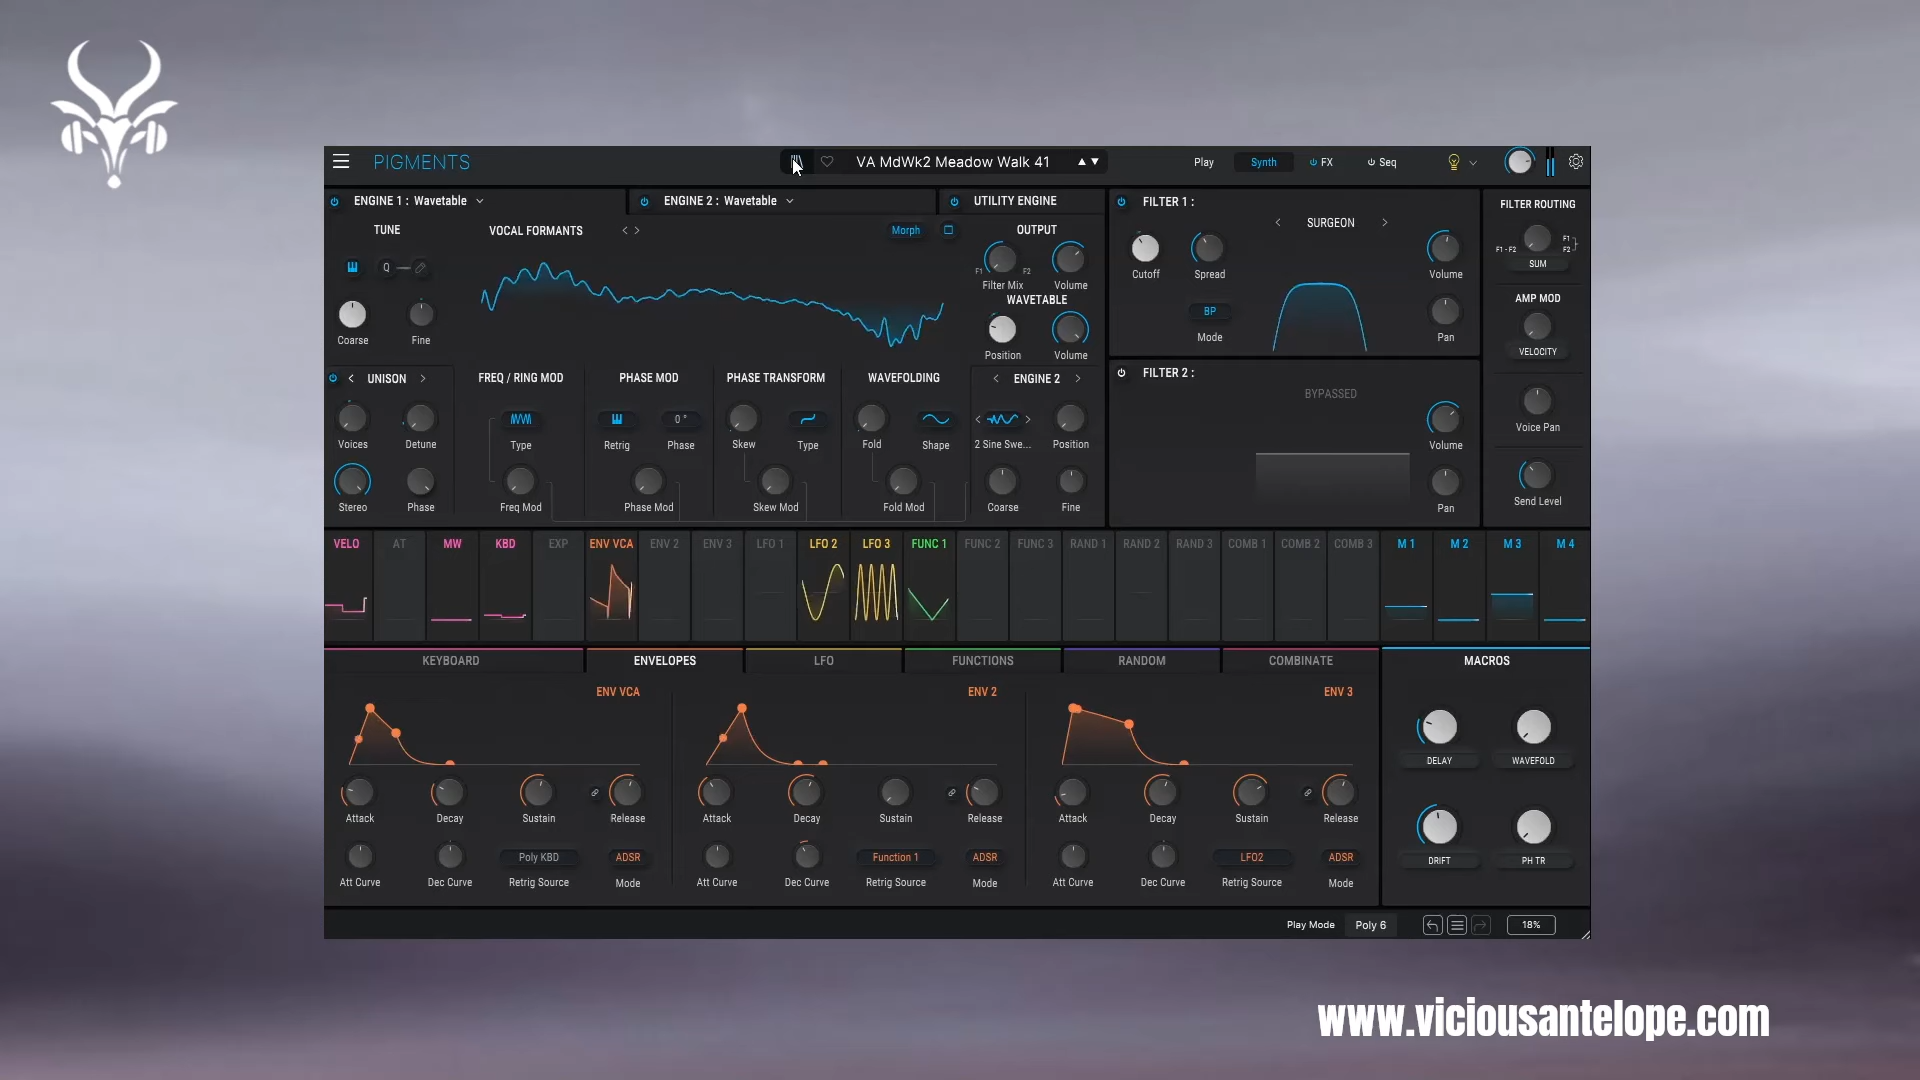 PIGMENTS
VA MdWk2 Meadow Walk 41
Play
Synth
FX
Seq
ENGINE 1 : Wavetable
ENGINE 2 : Wavetable
UTILITY ENGINE
FILTER 1 :
FILTER ROUTING
TUNE
VOCAL FORMANTS
Morph
OUTPUT
SURGEON
Q
F1
F2
Filter Mix
Volume
Cutoff
Spread
Volume
F1 - F2
F1
F2
SUM
WAVETABLE
AMP MOD
Coarse
Fine
Position
Volume
BP
Mode
Pan
VELOCITY
UNISON
FREQ / RING MOD
PHASE MOD
PHASE TRANSFORM
WAVEFOLDING
ENGINE 2
FILTER 2 :
BYPASSED
0 °
Voices
Detune
Type
Retrig
Phase
Skew
Type
Fold
Shape
2 Sine Swe...
Position
Volume
Voice Pan
Stereo
Phase
Freq Mod
Phase Mod
Skew Mod
Fold Mod
Coarse
Fine
Pan
Send Level
VELO
AT
MW
KBD
EXP
ENV VCA
ENV 2
ENV 3
LFO 1
LFO 2
LFO 3
FUNC 1
FUNC 2
FUNC 3
RAND 1
RAND 2
RAND 3
COMB 1
COMB 2
COMB 3
M 1
M 2
M 3
M 4
KEYBOARD
ENVELOPES
LFO
FUNCTIONS
RANDOM
COMBINATE
MACROS
ENV VCA
ENV 2
ENV 3
DELAY
WAVEFOLD
Attack
Decay
Sustain
Release
Attack
Decay
Sustain
Release
Attack
Decay
Sustain
Release
Poly KBD
ADSR
Function 1
ADSR
LFO2
ADSR
DRIFT
PH TR
Att Curve
Dec Curve
Retrig Source
Mode
Att Curve
Dec Curve
Retrig Source
Mode
Att Curve
Dec Curve
Retrig Source
Mode
Play Mode
Poly 6
18%
www.viciousantelope.com